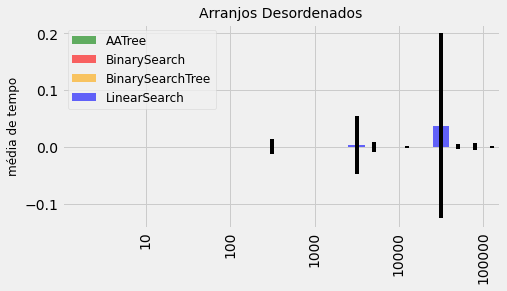 Arranjos Desordenados
AATree
BinarySearch
BinarySearchTree
LinearSearch
média de tempo
0.2
0.1
0.0
−0.1
10
100
1000
10000
100000